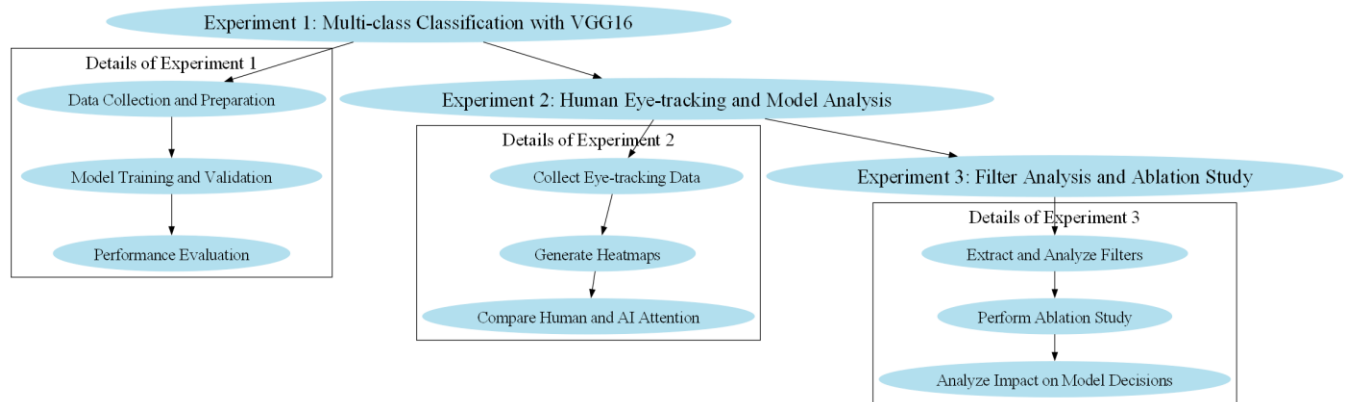 Experiment 1: Multi-class Classification with VGG16
Details of Experiment 1
Data Collection and Preparation
Model Training and Validation
Performance Evaluation
Experiment 2: Human Eye-tracking and Model Analysis
Details of Experiment 2
Collect Eye-tracking Data
Generate Heatmaps
Compare Human and AI Attention
Experiment 3: Filter Analysis and Ablation Study
Details of Experiment 3
Extract and Analyze Filters
Perform Ablation Study
Analyze Impact on Model Decisions